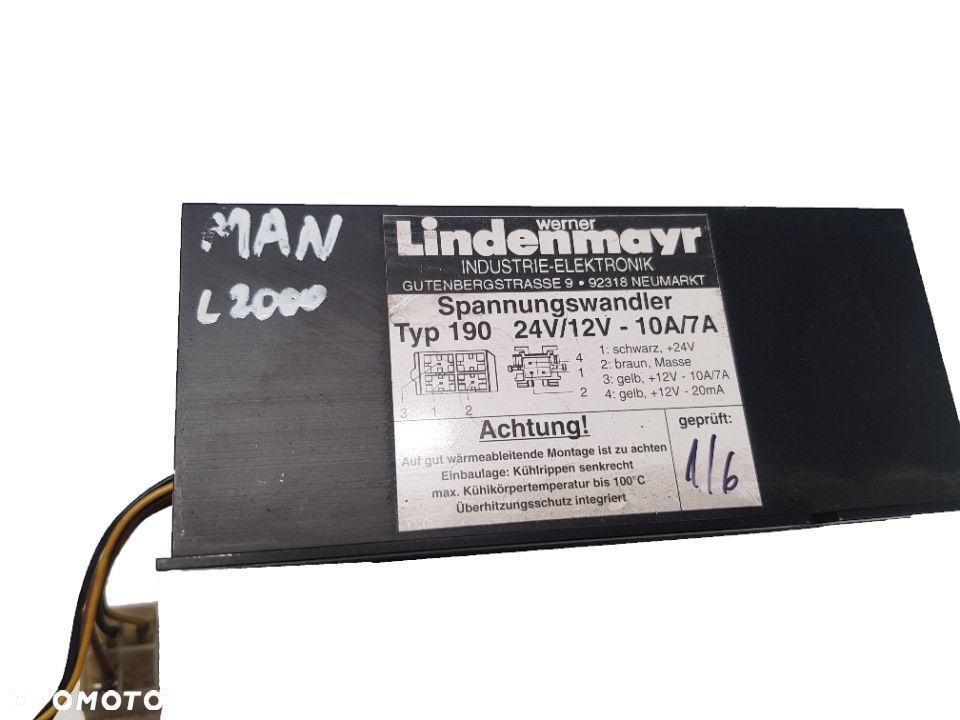 MAN
L2000
werner
Lindenmayr
INDUSTRIE-ELEKTRONIK
GUTENBERGSTRASSE 9 • 92318 NEUMARKT
Spannungswandler
Typ 190 24V/12V - 10A/7A
4
1
2
3 1 2
1: schwarz, +24V
2: braun, Masse
3: gelb, +12V - 10A/7A
4: gelb, +12V - 20mA
Achtung!
Auf gut wärmeableitende Montage ist zu achten
Einbaulage: Kühlrippen senkrecht
max. Kühlkörpertemperatur bis 100°C
Überhitzungsschutz integriert
geprüft:
1/6
OTOMOTO